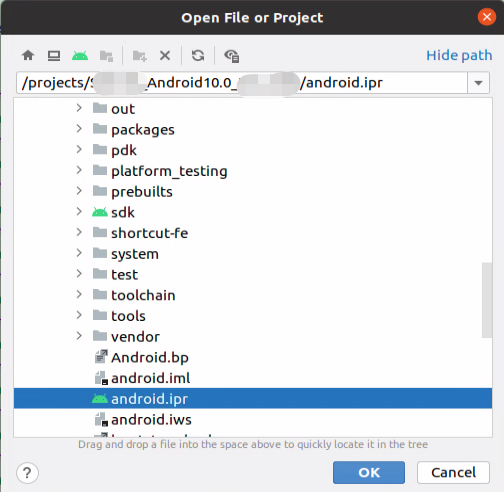 Open File or Project
Hide path
/projects/ _Android10.0_ /android.ipr
out
packages
pdk
platform_testing
prebuilts
sdk
shortcut-fe
system
test
toolchain
tools
vendor
Android.bp
android.iml
android.ipr
android.iws
Drag and drop a file into the space above to quickly locate it in the tree
? OK Cancel